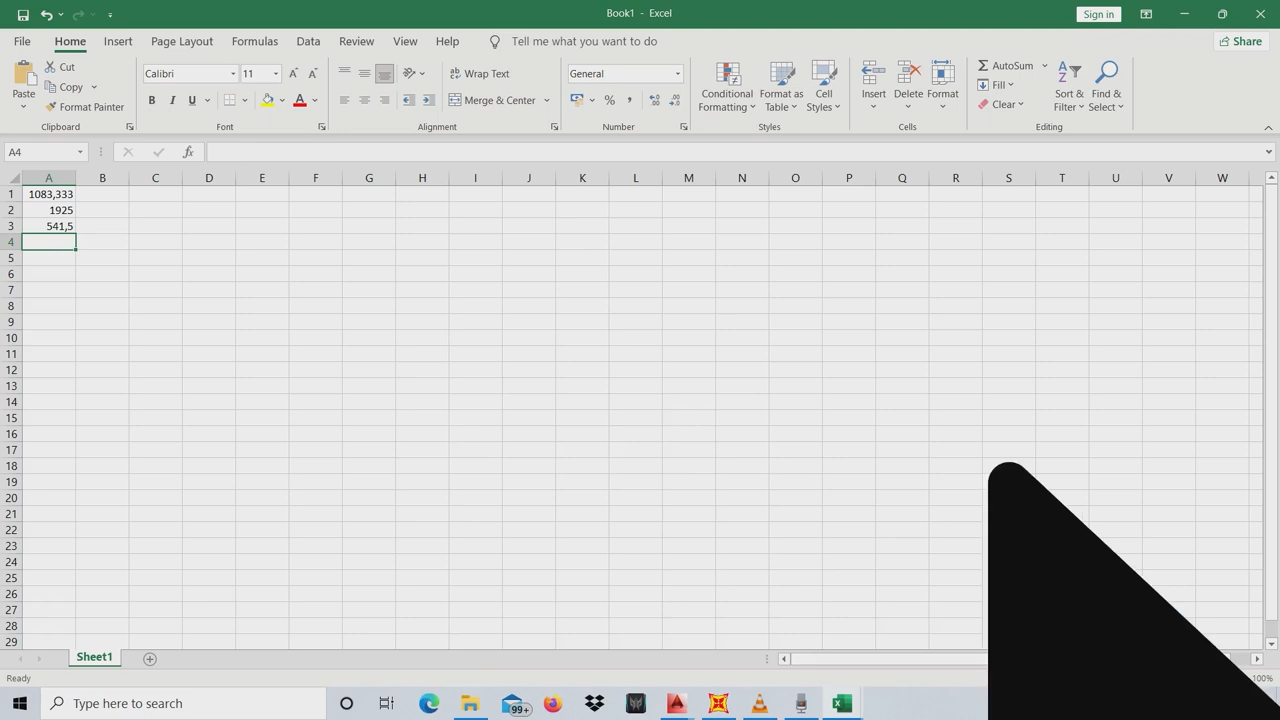 Book1 - Excel
Sign in
File Home Insert Page Layout Formulas Data Review View Help Tell me what you want to do Share
Paste
Cut
Copy
Format Painter
Clipboard
Calibri 11
B I U
Font
Wrap Text
Merge & Center
Alignment
General
Number
Conditional Formatting
Format as Table
Cell Styles
Styles
Insert Delete Format
Cells
AutoSum
Fill
Clear
Sort & Filter
Find & Select
Editing
A4 fx
A B C D E F G H I J K L M N O P Q R S T U V W
1 1083,333
2 1925
3 541,5
4
5
6
7
8
9
10
11
12
13
14
15
16
17
18
19
20
21
22
23
24
25
26
27
28
29
Sheet1
Ready 100%
Type here to search 99+